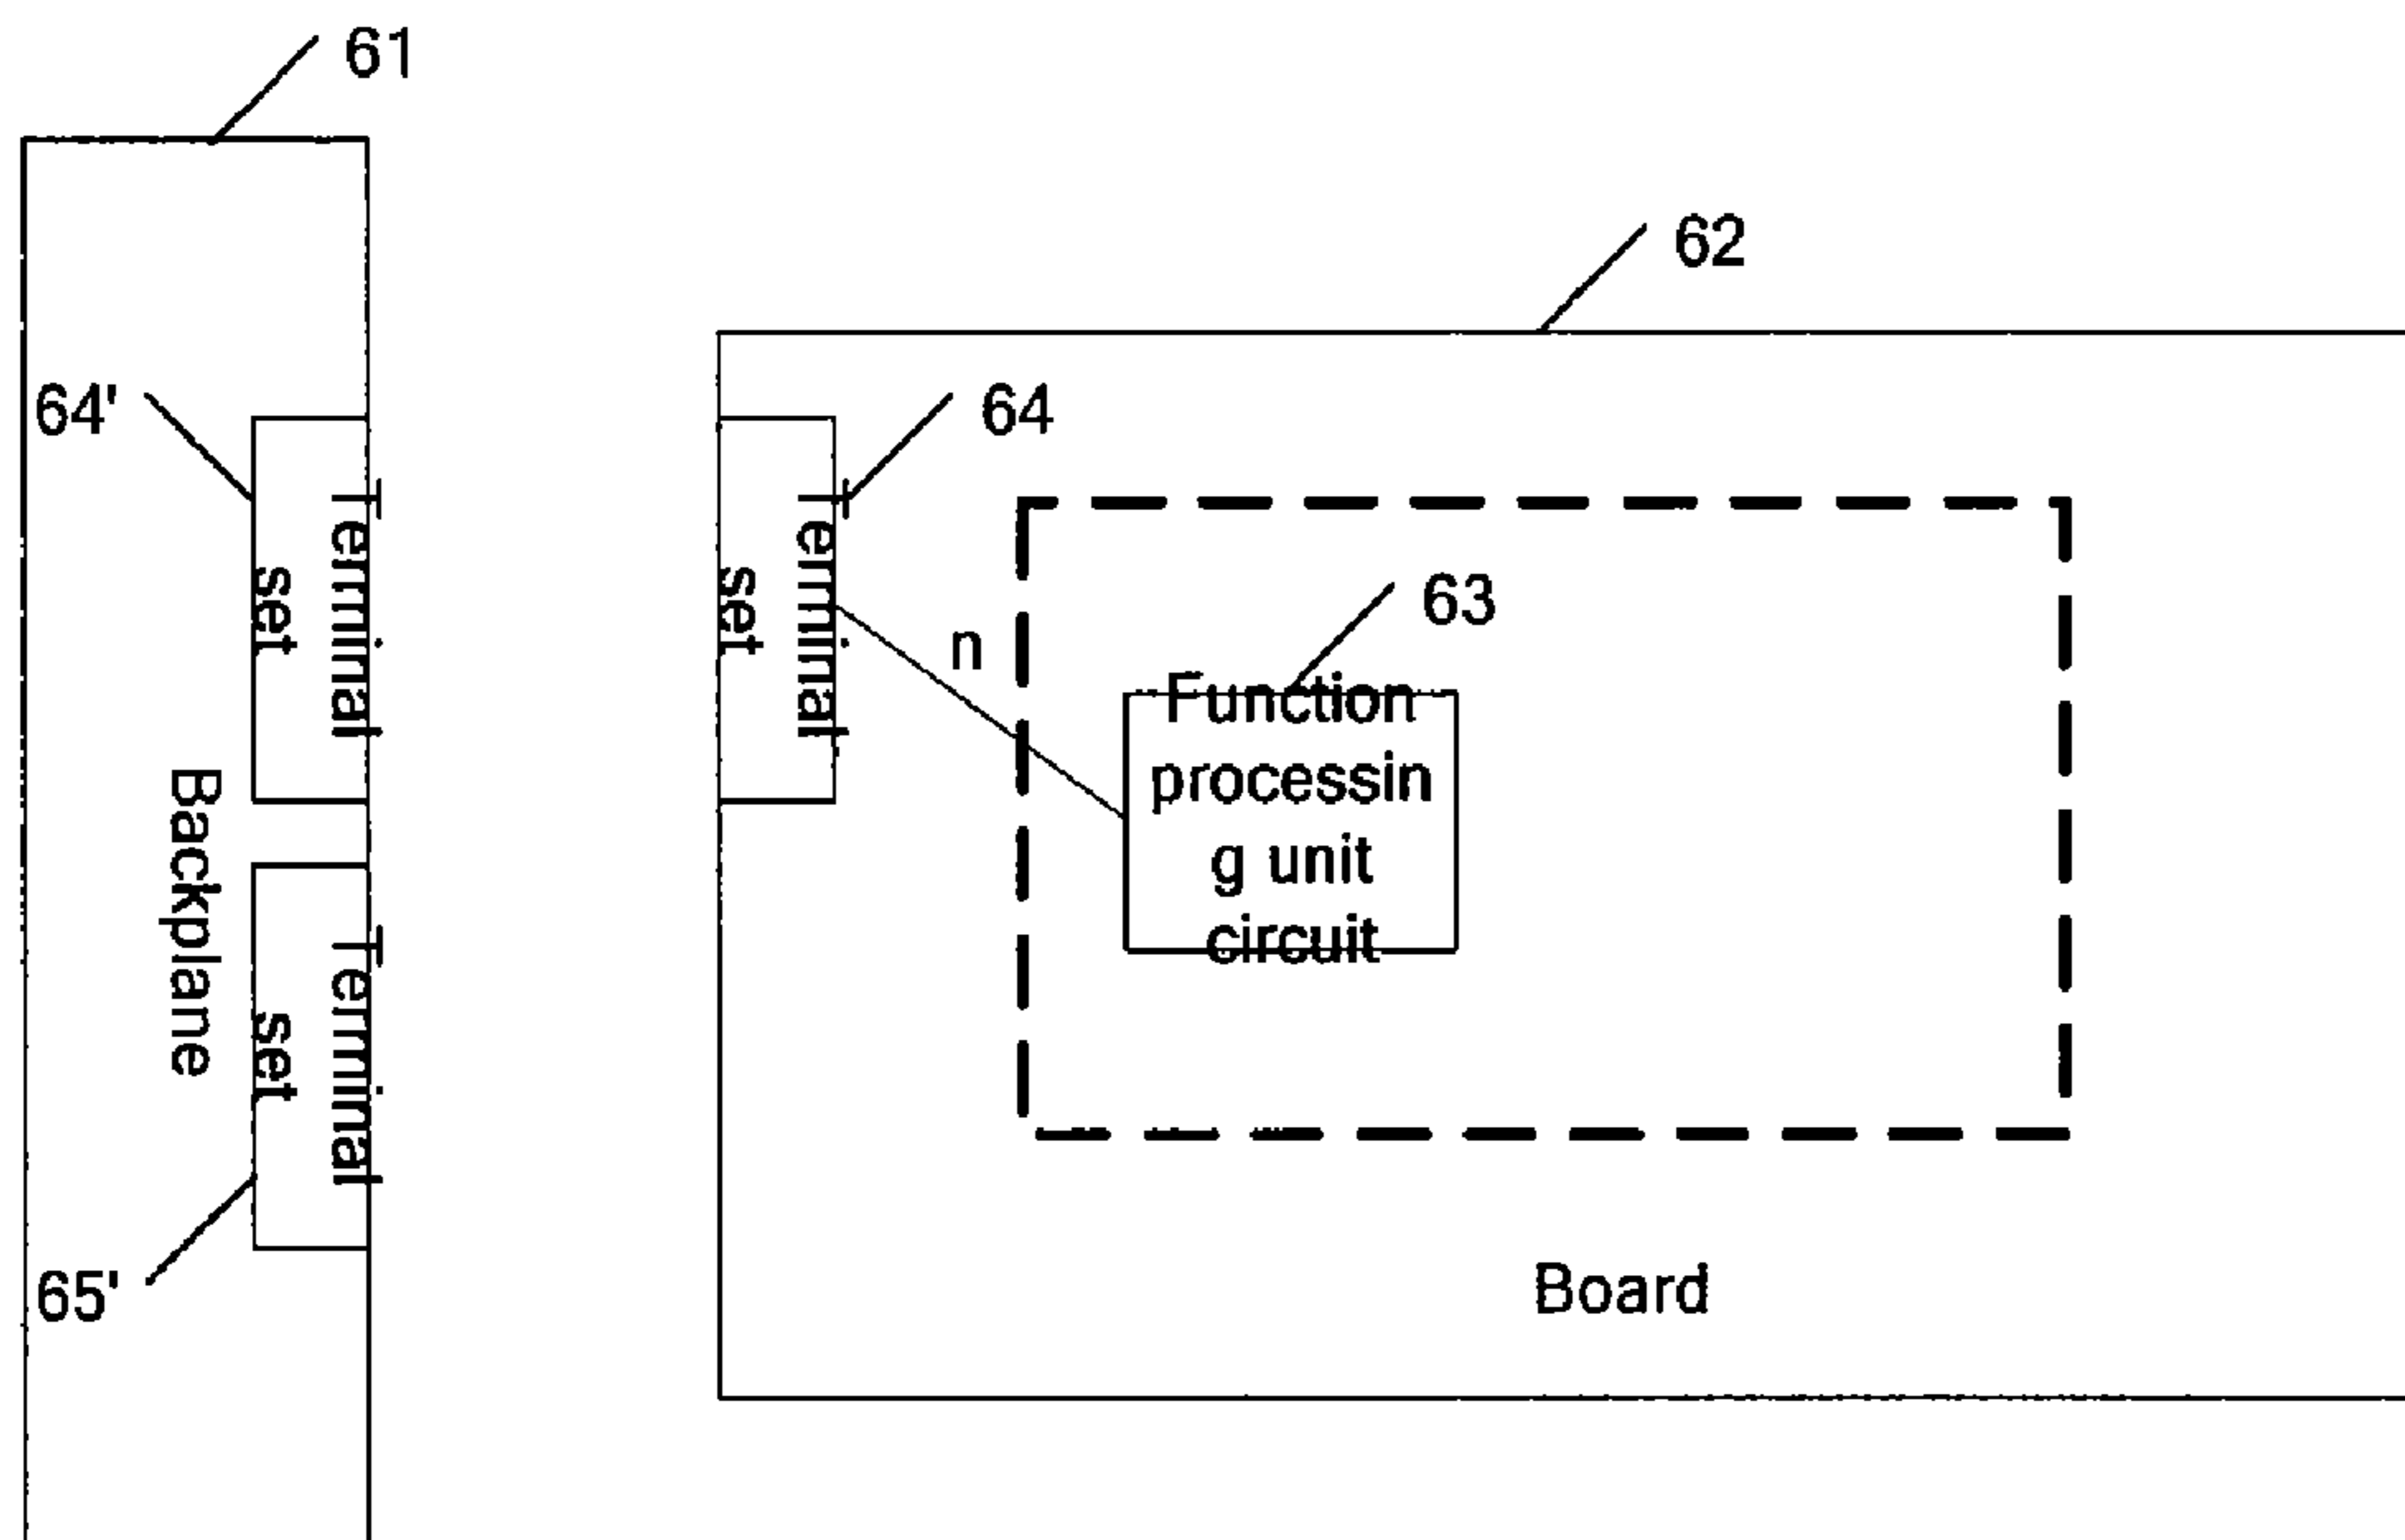 61
62
64'
64
Terminal
set
Terminal
set
n
63
Function
processin
g unit
circuit
Backplane
Terminal
set
65'
Board